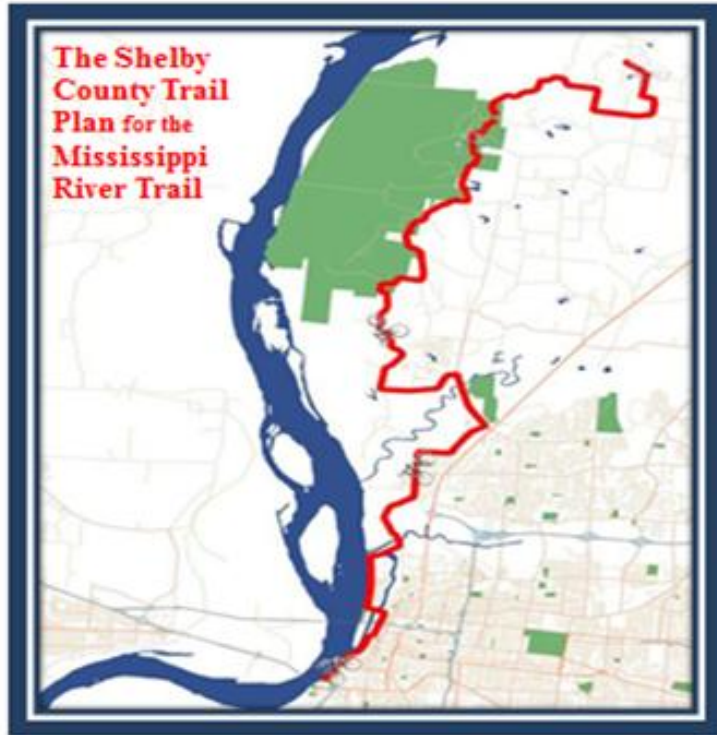 The Shelby
County Trail
Plan for the
Mississippi
River Trail